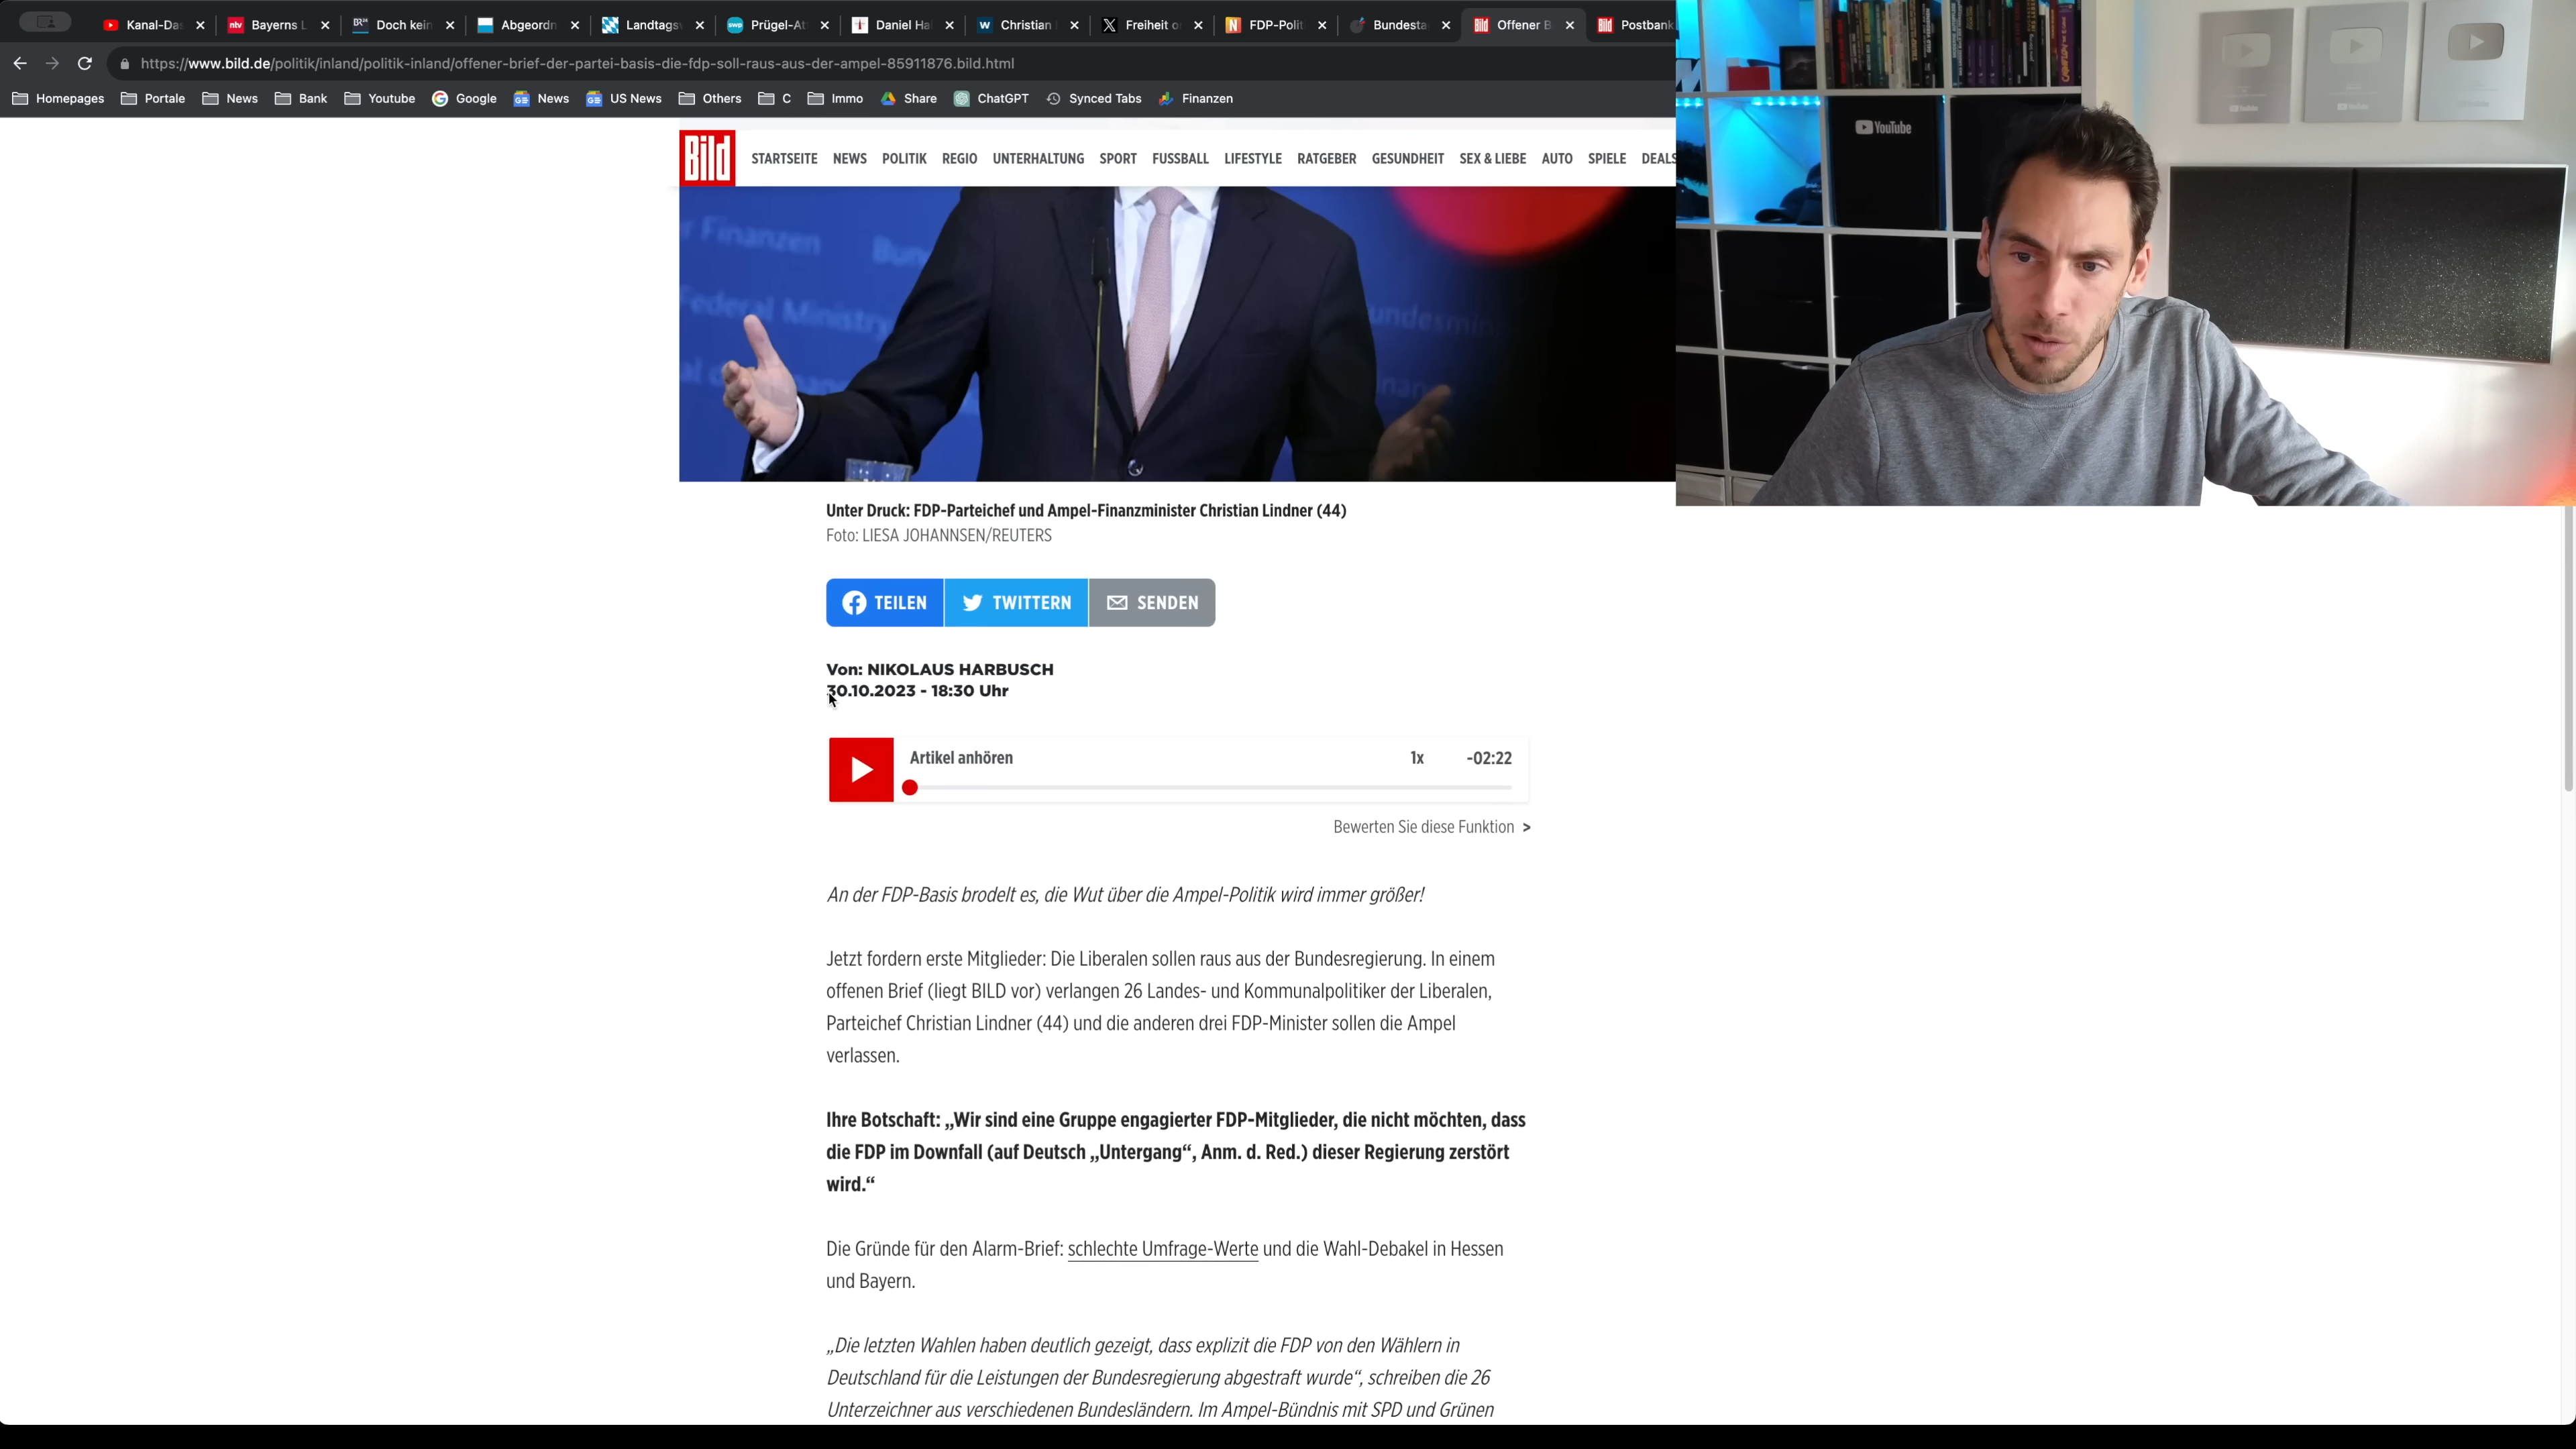 Kanal-Da
Bayerns L
Doch kein
Abgeordn
Landtags
Prügel-At
Daniel Ha
Christian
Freiheit o
FDP-Polit
Bundesta
Offener B
Postbank
https://www.bild.de/politik/inland/politik-inland/offener-brief-der-partei-basis-die-fdp-soll-raus-aus-der-ampel-85911876.bild.html
Homepages Portale News Bank Youtube Google News US News Others C Immo Share ChatGPT Synced Tabs Finanzen
YouTube
Bild STARTSEITE NEWS POLITIK REGIO UNTERHALTUNG SPORT FUSSBALL LIFESTYLE RATGEBER GESUNDHEIT SEX & LIEBE AUTO SPIELE DEALS
r Finanzen
Federal Ministry
Unter Druck: FDP-Parteichef und Ampel-Finanzminister Christian Lindner (44)
Foto: LIESA JOHANNSEN/REUTERS
TEILEN TWITTERN SENDEN
Von: NIKOLAUS HARBUSCH
30.10.2023 - 18:30 Uhr
Artikel anhören 1x -02:22
Bewerten Sie diese Funktion >
An der FDP-Basis brodelt es, die Wut über die Ampel-Politik wird immer größer!
Jetzt fordern erste Mitglieder: Die Liberalen sollen raus aus der Bundesregierung. In einem
offenen Brief (liegt BILD vor) verlangen 26 Landes- und Kommunalpolitiker der Liberalen,
Parteichef Christian Lindner (44) und die anderen drei FDP-Minister sollen die Ampel
verlassen.
Ihre Botschaft: „Wir sind eine Gruppe engagierter FDP-Mitglieder, die nicht möchten, dass
die FDP im Downfall (auf Deutsch „Untergang“, Anm. d. Red.) dieser Regierung zerstört
wird.“
Die Gründe für den Alarm-Brief: schlechte Umfrage-Werte und die Wahl-Debakel in Hessen
und Bayern.
„Die letzten Wahlen haben deutlich gezeigt, dass explizit die FDP von den Wählern in
Deutschland für die Leistungen der Bundesregierung abgestraft wurde“, schreiben die 26
Unterzeichner aus verschiedenen Bundesländern. Im Ampel-Bündnis mit SPD und Grünen